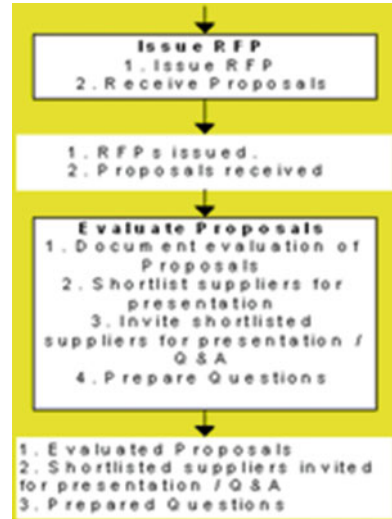 Issue RFP
1. Issue RFP
2. Receive Proposals
1. RFPs issued.
2. Proposals received
Evaluate Proposals
1. Document evaluation of
Proposals
2. Shortlist suppliers for
presentation
3. Invite shortlisted
suppliers for presentation /
Q & A
4. Prepare Questions
1. Evaluated Proposals
2. Shortlisted suppliers invited
for presentation / Q & A
3. Prepared Questions